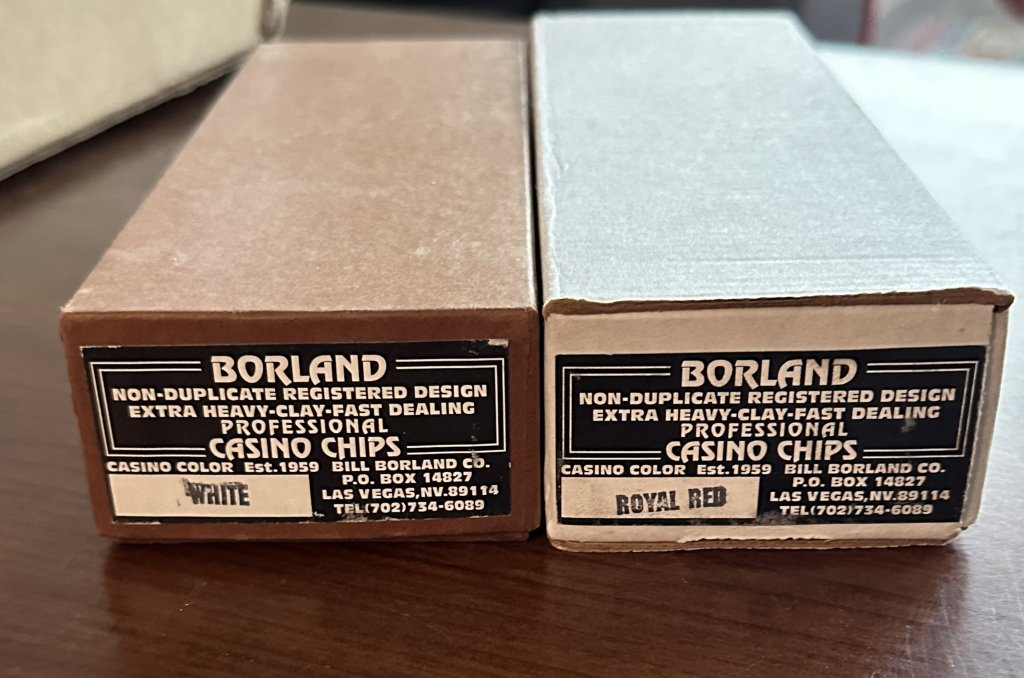 BORLAND
NON-DUPLICATE REGISTERED DESIGN
EXTRA HEAVY-CLAY-FAST DEALING
PROFESSIONAL
CASINO CHIPS
CASINO COLOR Est.1959 BILL BORLAND CO.
P.O. BOX 14827
WHITE
LAS VEGAS,NV.89114
TEL(702)734-6089
BORLAND
NON-DUPLICATE REGISTERED DESIGN
EXTRA HEAVY-CLAY-FAST DEALING
PROFESSIONAL
CASINO CHIPS
CASINO COLOR Est.1959 BILL BORLAND CO.
P.O. BOX 14827
ROYAL RED
LAS VEGAS,NV.89114
TEL(702)734-6089